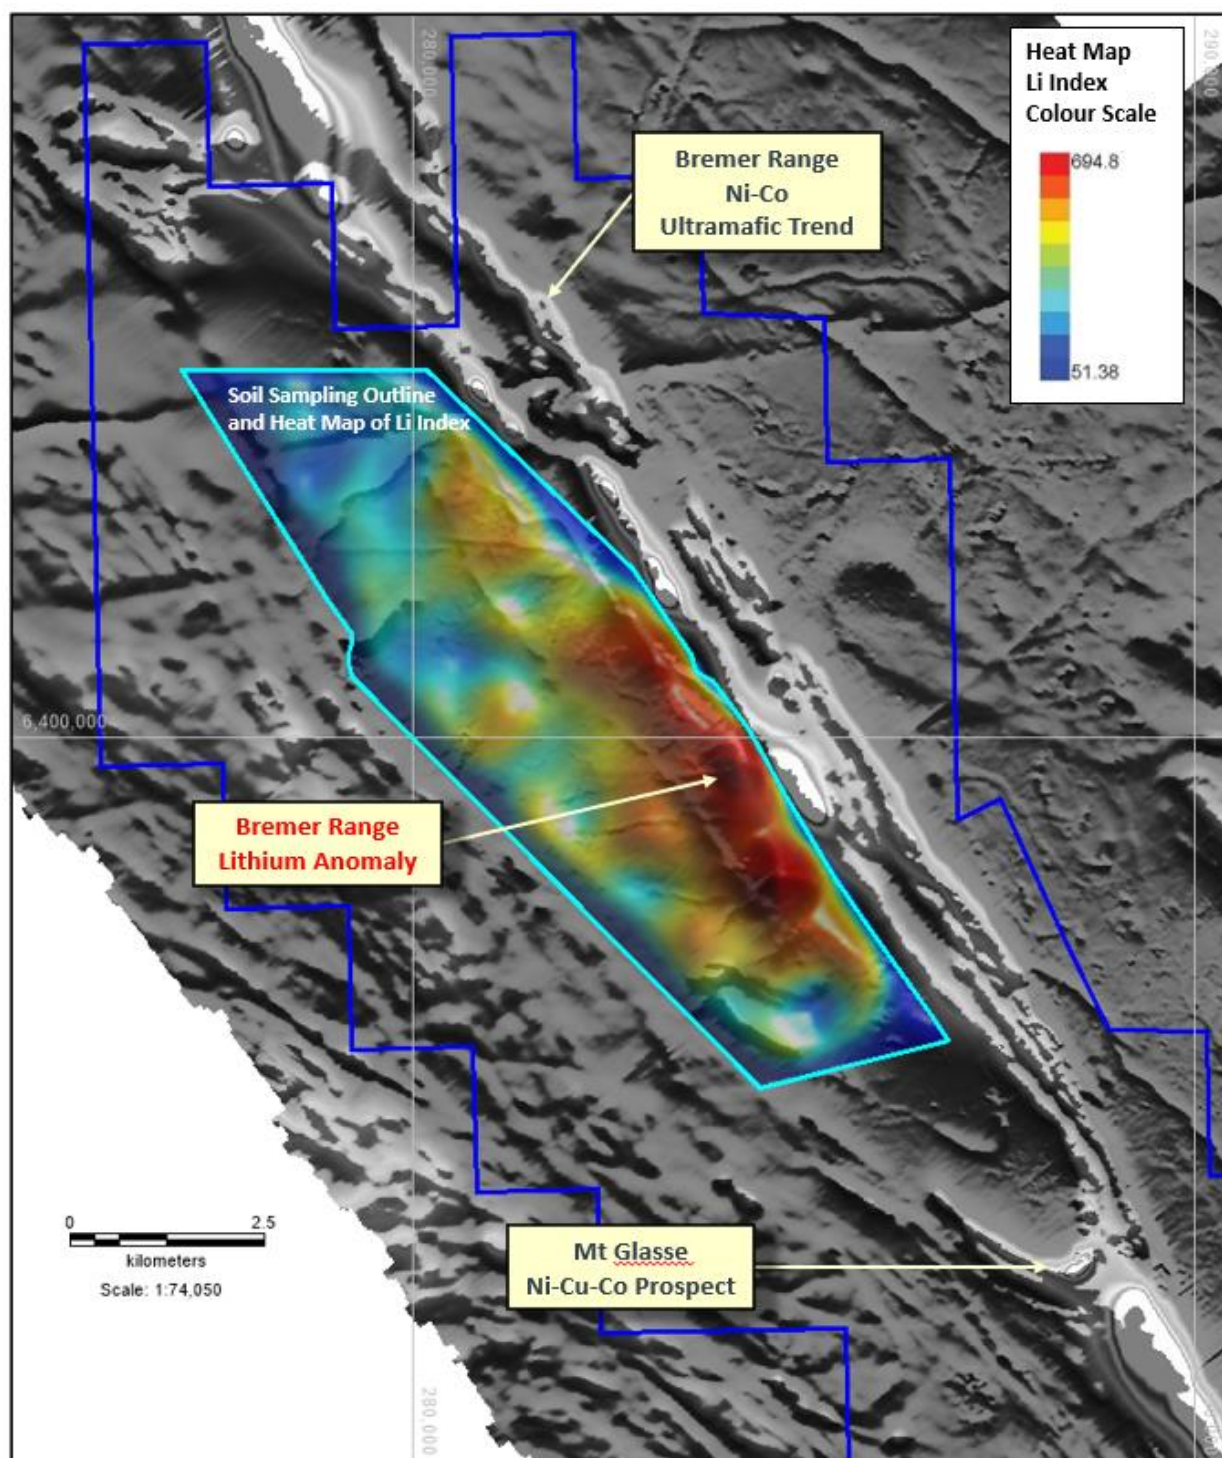 280,000
290,000
Heat Map
Li Index
Colour Scale
694.8
51.38
Bremer Range
Ni-Co
Ultramafic Trend
Soil Sampling Outline
and Heat Map of Li Index
6,400,000
Bremer Range
Lithium Anomaly
0 2.5
kilometers
Scale: 1:74,050
Mt Glasse
Ni-Cu-Co Prospect
280,000